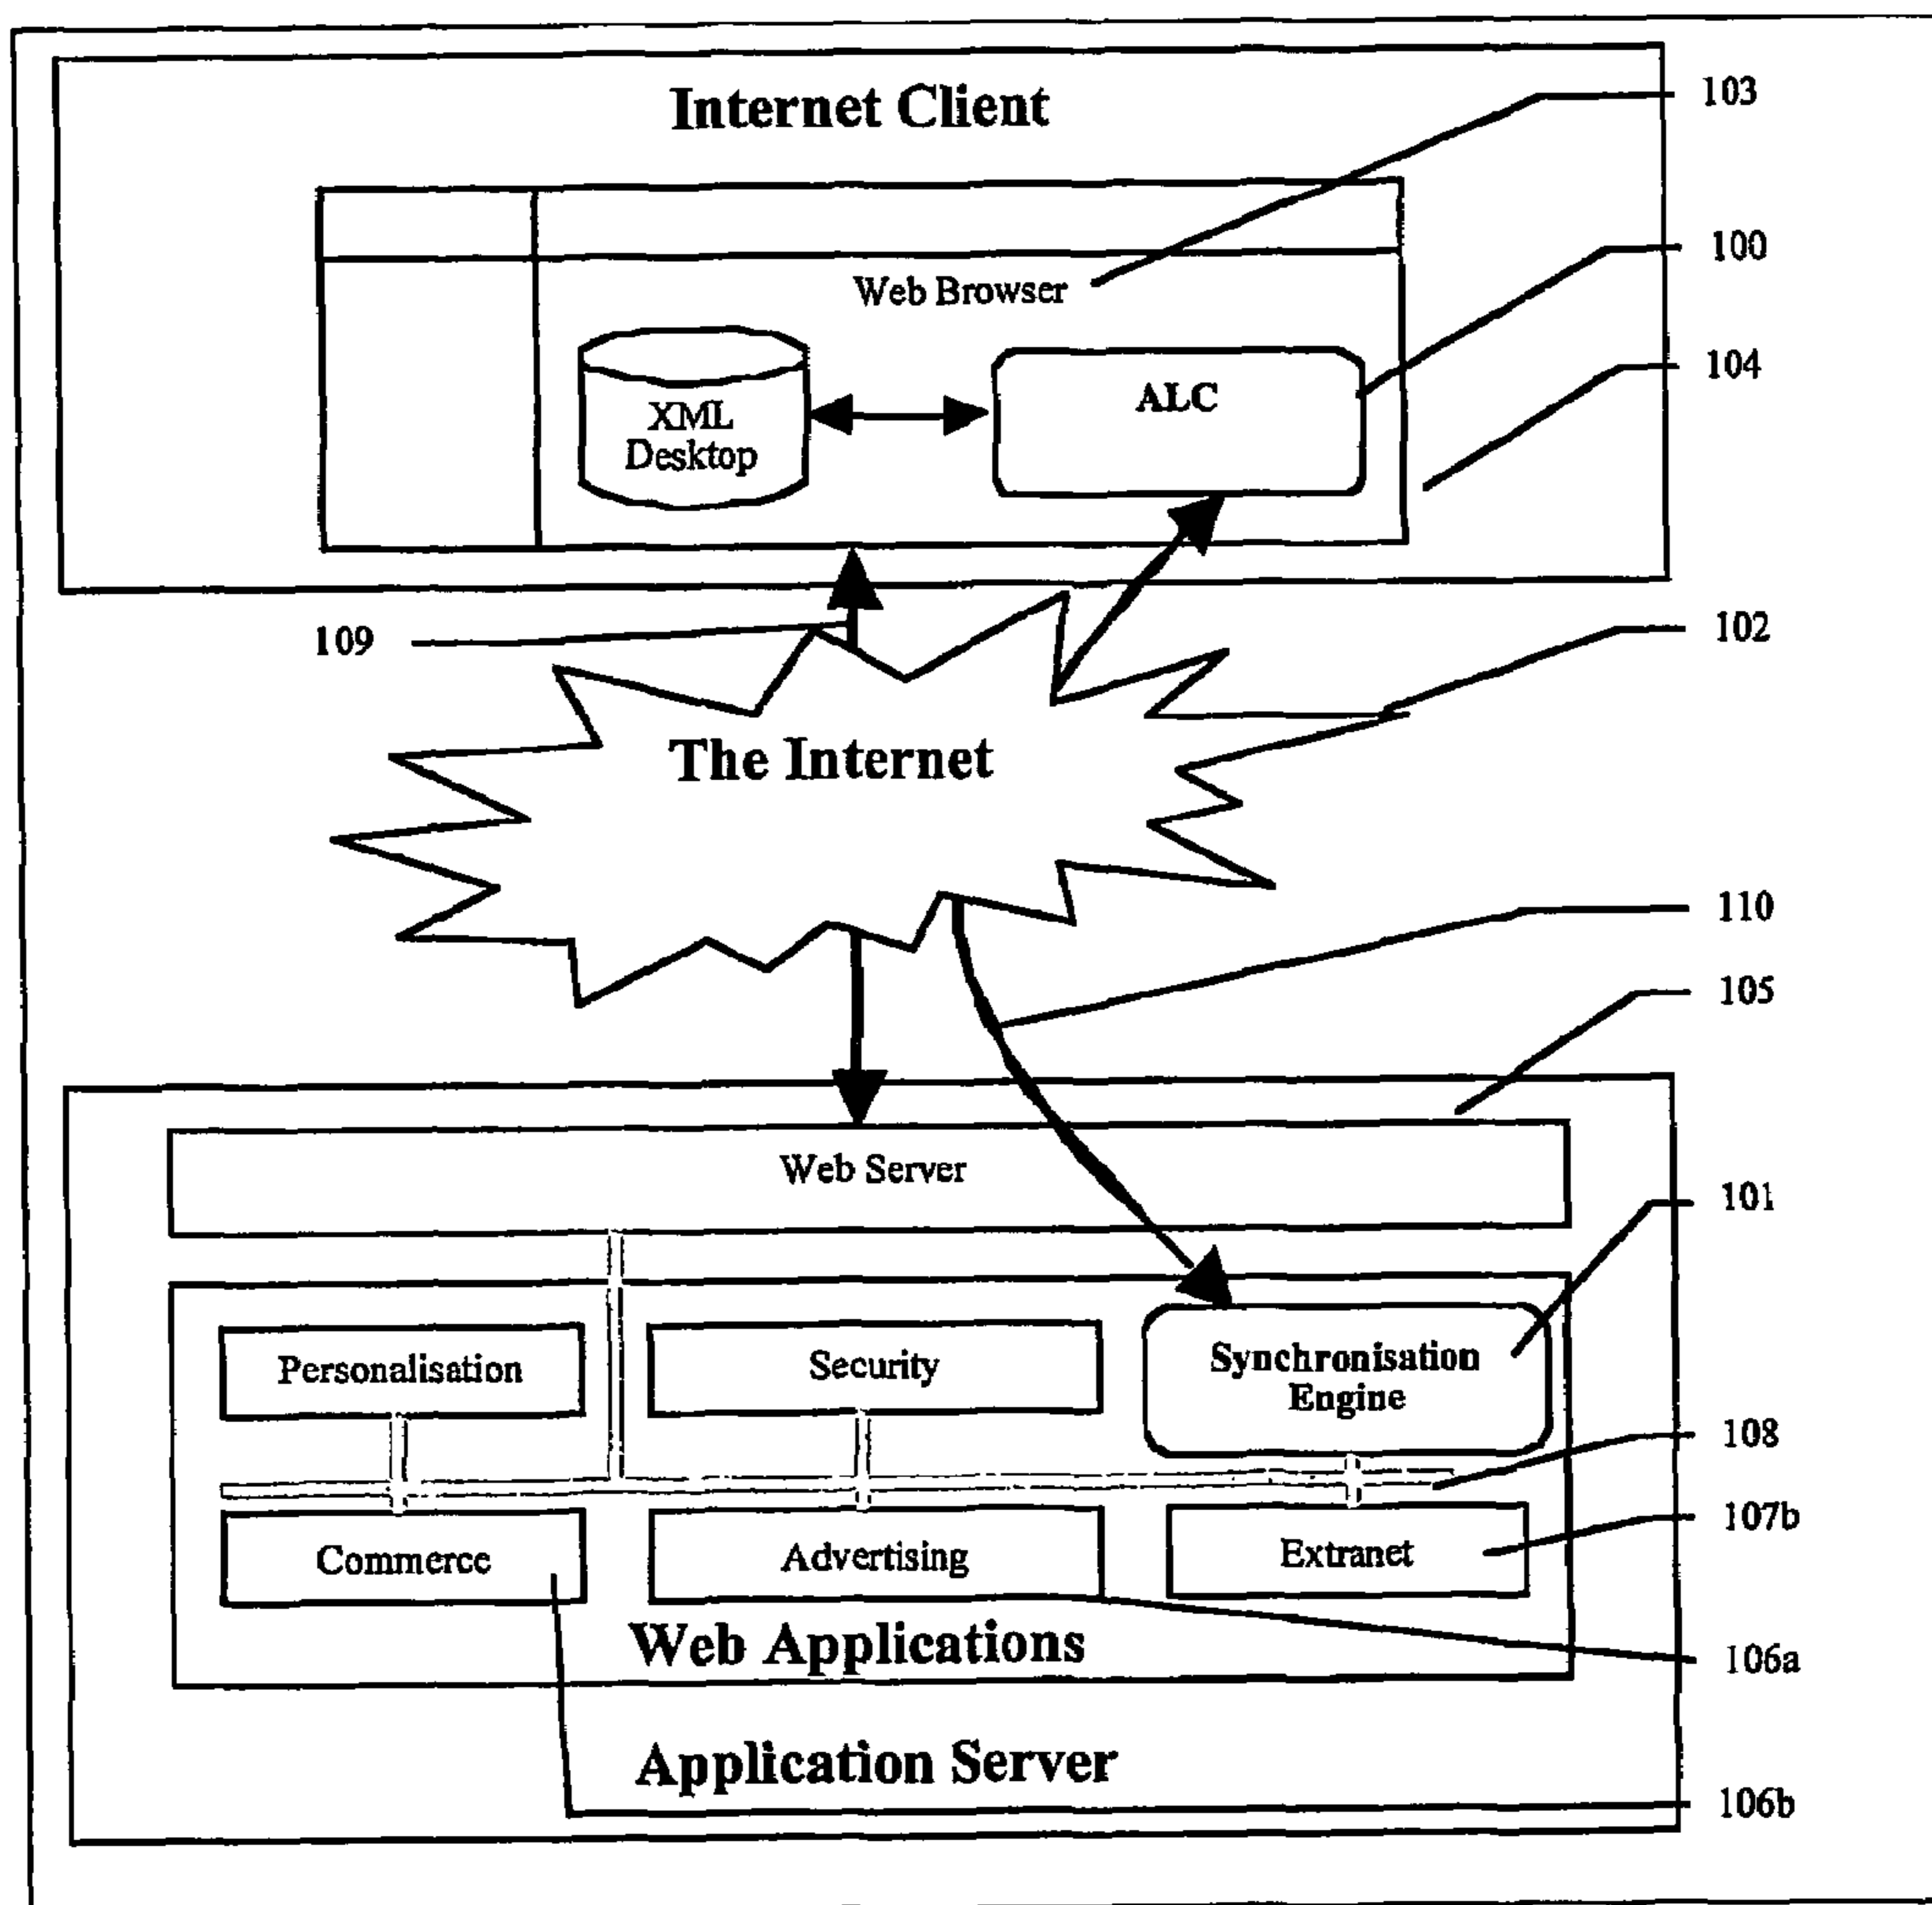 Internet Client
103
Web Browser
100
104
XML
Desktop
ALC
109
102
The Internet
110
105
Web Server
101
Personalisation
Security
Synchronisation
Engine
108
107b
Commerce
Advertising
Extranet
Web Applications
106a
Application Server
106b